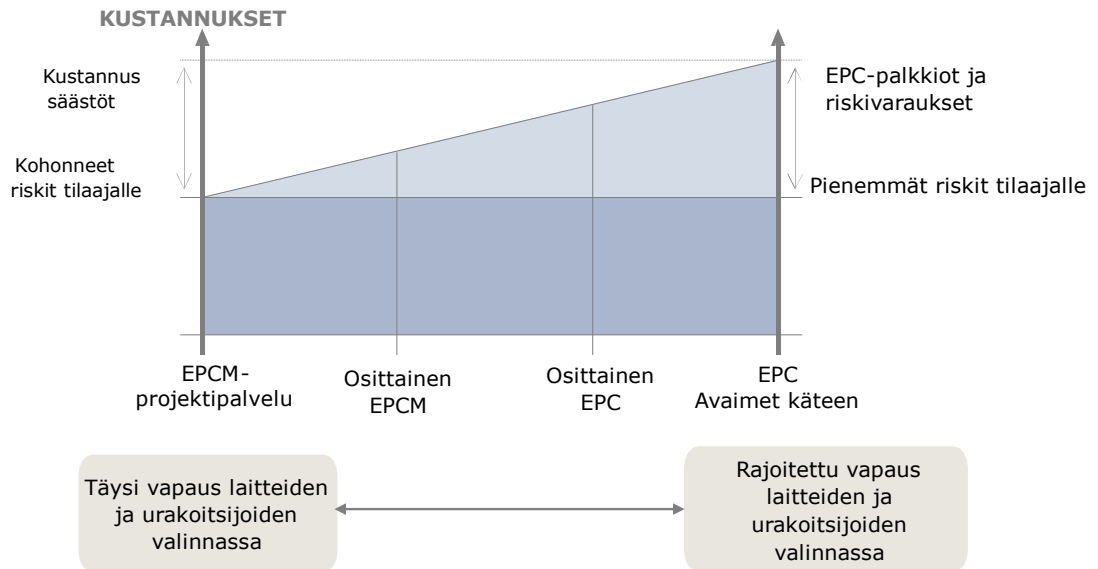 KUSTANNUKSET
Kustannus
säästöt
Kohonneet
riskit tilaajalle
EPC-palkkiot ja
riskivaraukset
Pienemmät riskit tilaajalle
EPCM-
projektipalvelu
Osittainen
EPCM
Osittainen
EPC
EPC
Avaimet käteen
Täysi vapaus laitteiden
ja urakoitsijoiden
valinnassa
Rajoitettu vapaus
laitteiden ja
urakoitsijoiden
valinnassa